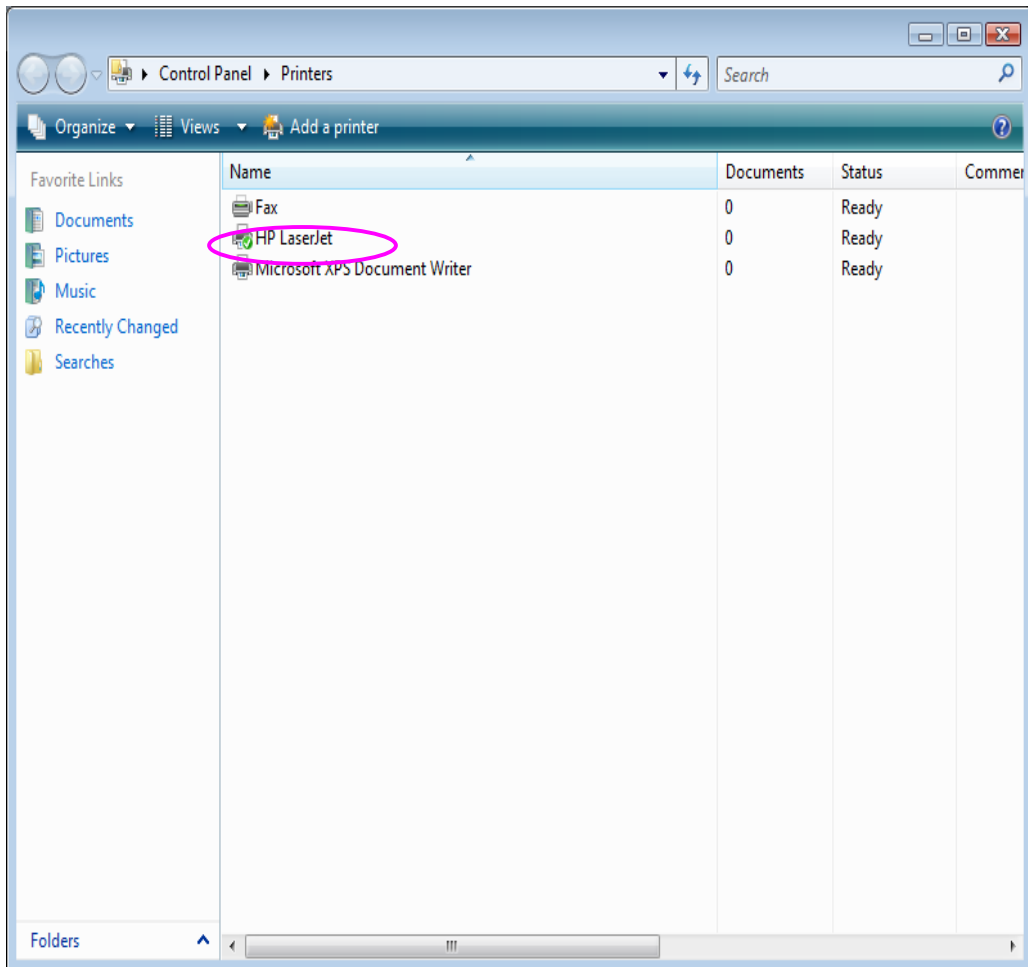 Control Panel Printers Search
Organize Views Add a printer
Favorite Links
Documents
Pictures
Music
Recently Changed
Searches
Folders
Name Documents Status Commer
Fax 0 Ready
HP LaserJet 0 Ready
Microsoft XPS Document Writer 0 Ready